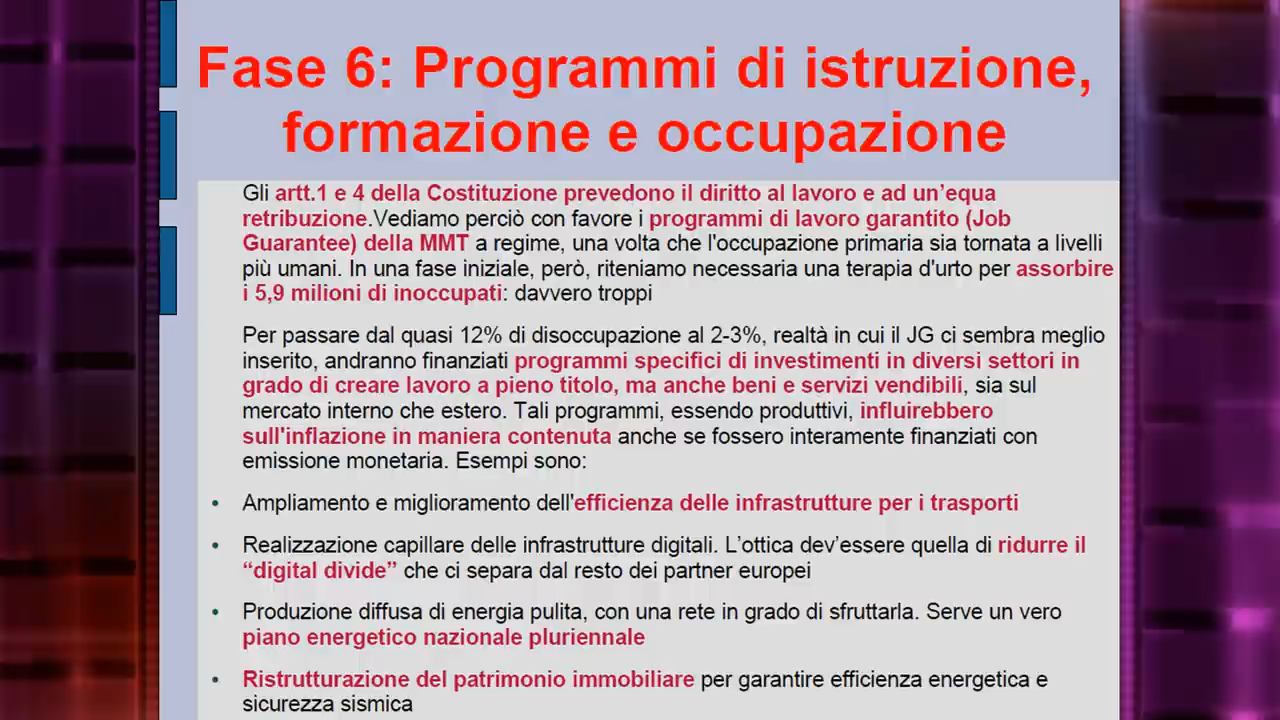 Fase 6: Programmi di istruzione,
formazione e occupazione
Gli artt.1 e 4 della Costituzione prevedono il diritto al lavoro e ad un’equa
retribuzione.Vediamo perciò con favore i programmi di lavoro garantito (Job
Guarantee) della MMT a regime, una volta che l'occupazione primaria sia tornata a livelli
più umani. In una fase iniziale, però, riteniamo necessaria una terapia d'urto per assorbire
i 5,9 milioni di inoccupati: davvero troppi
Per passare dal quasi 12% di disoccupazione al 2-3%, realtà in cui il JG ci sembra meglio
inserito, andranno finanziati programmi specifici di investimenti in diversi settori in
grado di creare lavoro a pieno titolo, ma anche beni e servizi vendibili, sia sul
mercato interno che estero. Tali programmi, essendo produttivi, influirebbero
sull'inflazione in maniera contenuta anche se fossero interamente finanziati con
emissione monetaria. Esempi sono:
• Ampliamento e miglioramento dell'efficienza delle infrastrutture per i trasporti
• Realizzazione capillare delle infrastrutture digitali. L’ottica dev’essere quella di ridurre il
“digital divide” che ci separa dal resto dei partner europei
• Produzione diffusa di energia pulita, con una rete in grado di sfruttarla. Serve un vero
piano energetico nazionale pluriennale
• Ristrutturazione del patrimonio immobiliare per garantire efficienza energetica e
sicurezza sismica